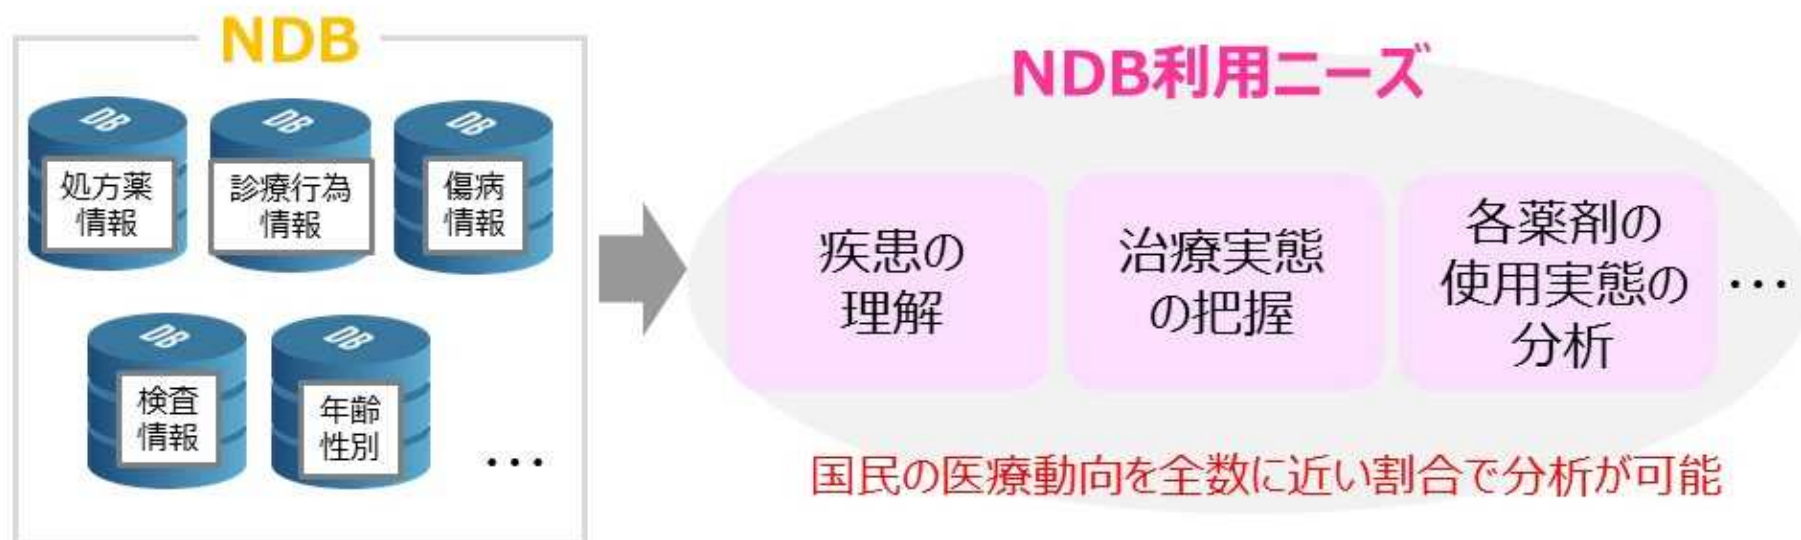 NDB
DB
処方薬
情報
DB
診療行為
情報
DB
傷病
情報
DB
検査
情報
DB
年齢
性別
…
NDB利用ニーズ
疾患の
理解
治療実態
の把握
各薬剤の
使用実態の
分析
…
国民の医療動向を全数に近い割合で分析が可能